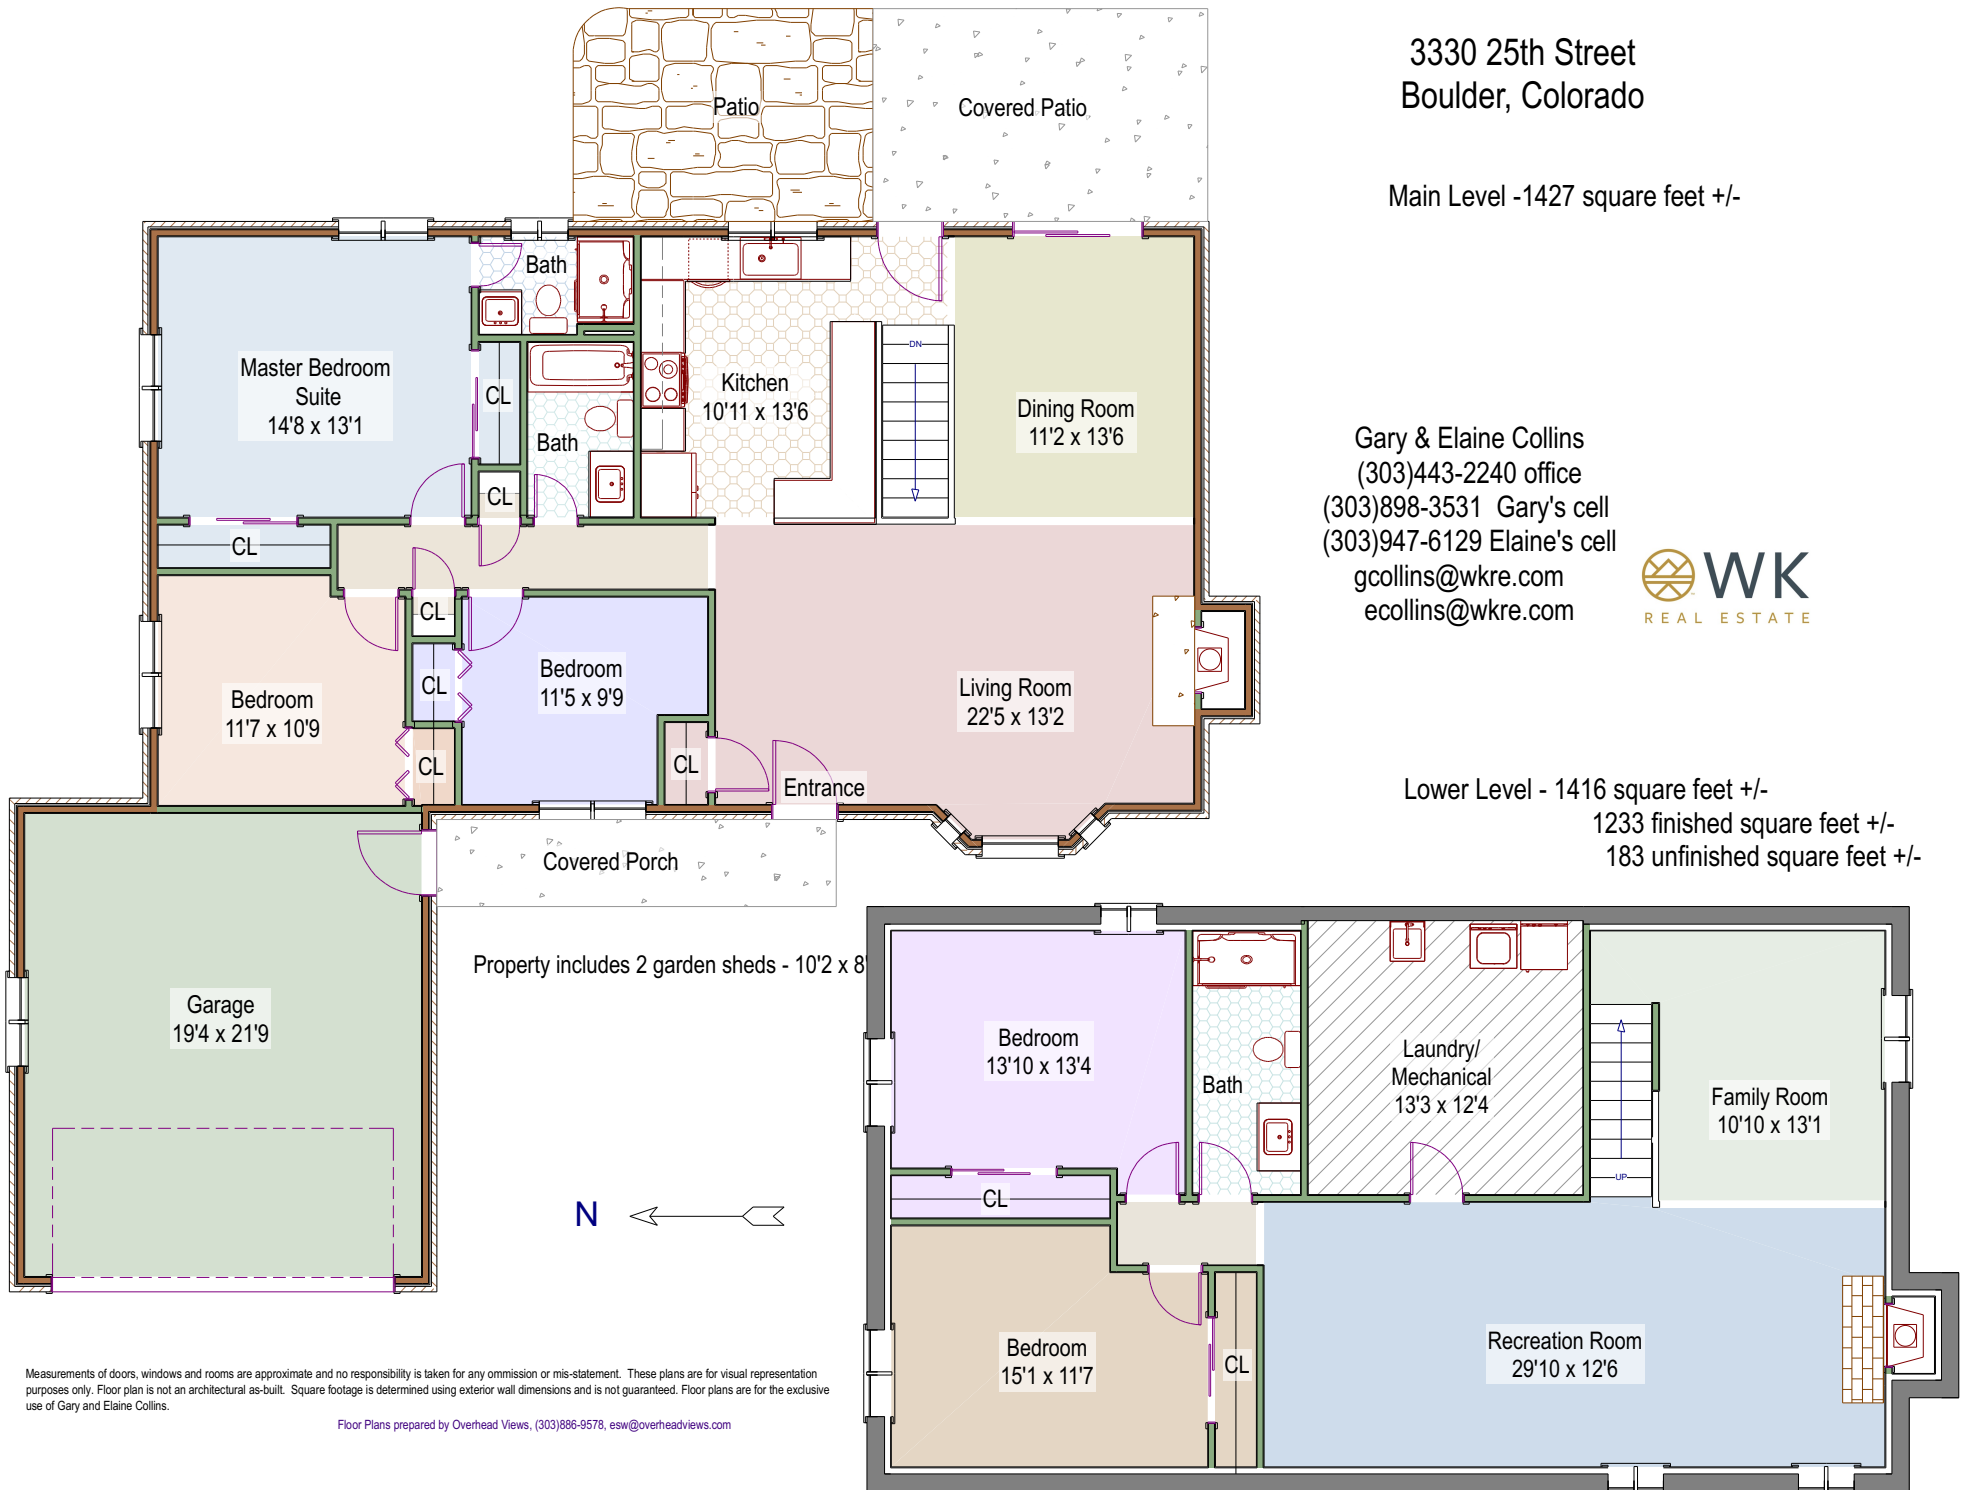 3330 25th Street
Boulder, Colorado
Main Level -1427 square feet +/-
Patio
Covered Patio
Bath
Master Bedroom
Suite
14'8 x 13'1
CL
CL
CL
Bath
Kitchen
10'11 x 13'6
DN
Dining Room
11'2 x 13'6
Gary & Elaine Collins
(303)443-2240 office
(303)898-3531 Gary's cell
(303)947-6129 Elaine's cell
gcollins@wkre.com
ecollins@wkre.com
WK
REAL ESTATE
CL
CL
CL
CL
Bedroom
11'7 x 10'9
Bedroom
11'5 x 9'9
Living Room
22'5 x 13'2
Entrance
Covered Porch
Garage
19'4 x 21'9
Lower Level - 1416 square feet +/-
1233 finished square feet +/-
183 unfinished square feet +/-
Property includes 2 garden sheds - 10'2 x 8'
Bedroom
13'10 x 13'4
Bath
Laundry/
Mechanical
13'3 x 12'4
Family Room
10'10 x 13'1
UP
CL
N
Bedroom
15'1 x 11'7
CL
Recreation Room
29'10 x 12'6
Measurements of doors, windows and rooms are approximate and no responsibility is taken for any ommission or mis-statement. These plans are for visual representation
purposes only. Floor plan is not an architectural as-built. Square footage is determined using exterior wall dimensions and is not guaranteed. Floor plans are for the exclusive
use of Gary and Elaine Collins.
Floor Plans prepared by Overhead Views, (303)886-9578, esw@overheadviews.com